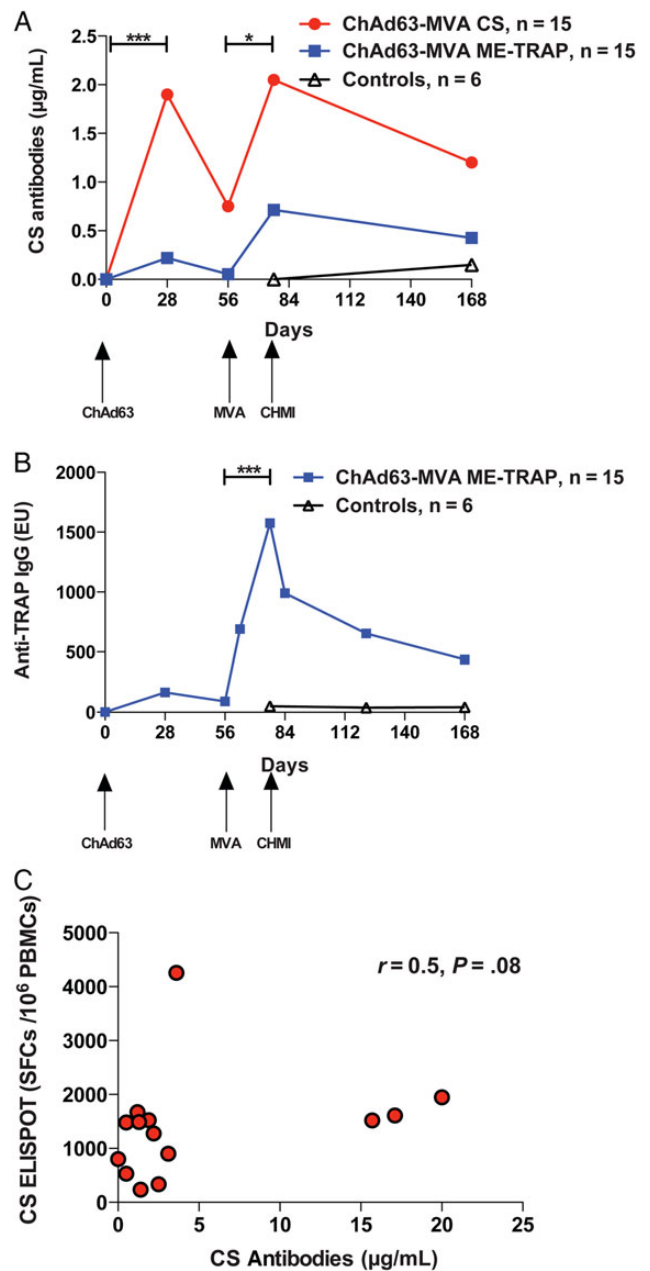 A
ChAd63-MVA CS, n = 15
ChAd63-MVA ME-TRAP, n = 15
Controls, n = 6
CS antibodies (µg/mL)
2.5
2.0
1.5
1.0
0.5
0.0
*** *
0 28 56 84 112 140 168
Days
ChAd63 MVA CHMI
B
ChAd63-MVA ME-TRAP, n = 15
Controls, n = 6
Anti-TRAP IgG (EU)
2000
1500
1000
500
0
***
0 28 56 84 112 140 168
Days
ChAd63 MVA CHMI
C
CS ELISPOT (SFCs /10⁶ PBMCs)
5000
4000
3000
2000
1000
0
r = 0.5, P = .08
0 5 10 15 20 25
CS Antibodies (µg/mL)